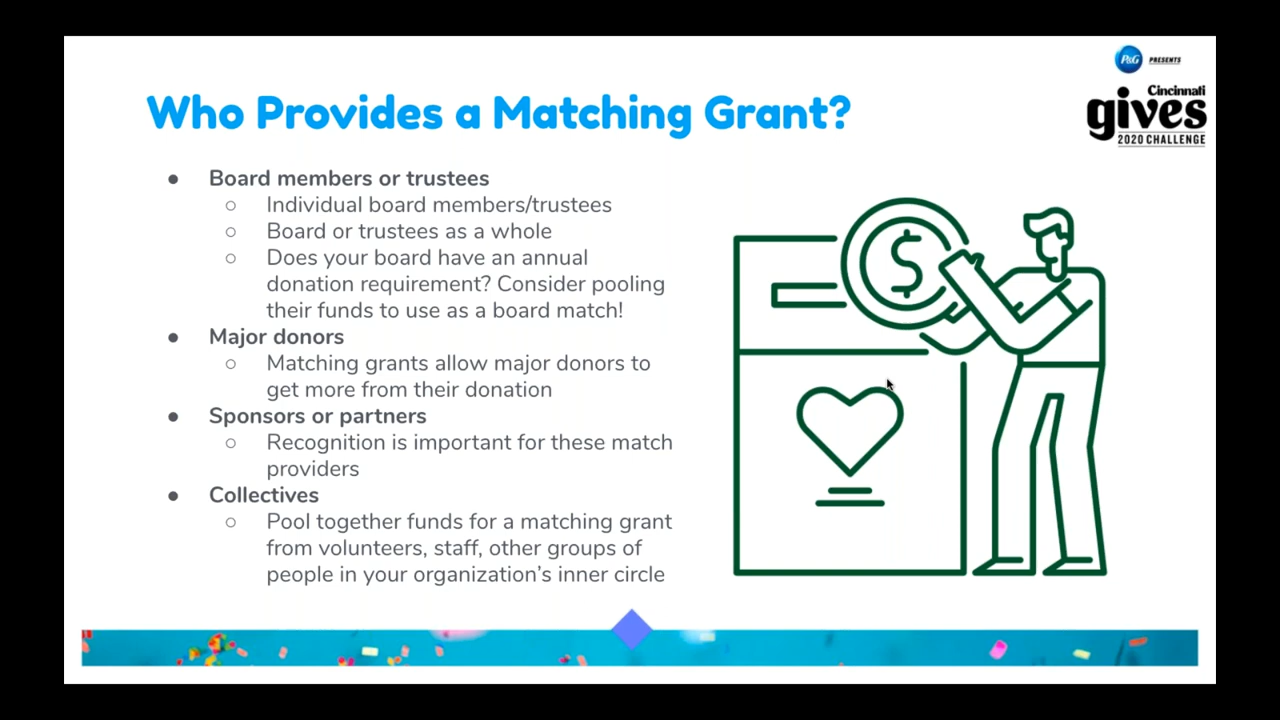 P&G PRESENTS
Cincinnati
gives
2020 CHALLENGE
Who Provides a Matching Grant?
● Board members or trustees
○ Individual board members/trustees
○ Board or trustees as a whole
○ Does your board have an annual
donation requirement? Consider pooling
their funds to use as a board match!
● Major donors
○ Matching grants allow major donors to
get more from their donation
● Sponsors or partners
○ Recognition is important for these match
providers
● Collectives
○ Pool together funds for a matching grant
from volunteers, staff, other groups of
people in your organization’s inner circle
$